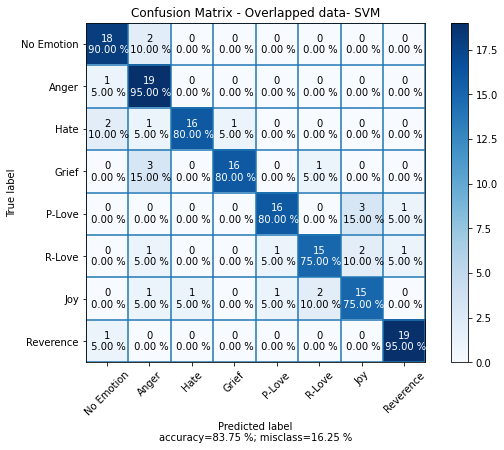 Confusion Matrix - Overlapped data- SVM
No Emotion 18 2 0 0 0 0 0 0
90.00 % 10.00 % 0.00 % 0.00 % 0.00 % 0.00 % 0.00 % 0.00 %
Anger 1 19 0 0 0 0 0 0
5.00 % 95.00 % 0.00 % 0.00 % 0.00 % 0.00 % 0.00 % 0.00 %
Hate 2 1 16 1 0 0 0 0
10.00 % 5.00 % 80.00 % 5.00 % 0.00 % 0.00 % 0.00 % 0.00 %
Grief 0 3 0 16 0 1 0 0
0.00 % 15.00 % 0.00 % 80.00 % 0.00 % 5.00 % 0.00 % 0.00 %
P-Love 0 0 0 0 16 0 3 1
0.00 % 0.00 % 0.00 % 0.00 % 80.00 % 0.00 % 15.00 % 5.00 %
R-Love 0 1 0 0 1 15 2 1
0.00 % 5.00 % 0.00 % 0.00 % 5.00 % 75.00 % 10.00 % 5.00 %
Joy 0 1 1 0 1 2 15 0
0.00 % 5.00 % 5.00 % 0.00 % 5.00 % 10.00 % 75.00 % 0.00 %
Reverence 1 0 0 0 0 0 0 19
5.00 % 0.00 % 0.00 % 0.00 % 0.00 % 0.00 % 0.00 % 95.00 %
True label
No Emotion Anger Hate Grief P-Love R-Love Joy Reverence
Predicted label
accuracy=83.75 %; misclass=16.25 %
17.5
15.0
12.5
10.0
7.5
5.0
2.5
0.0